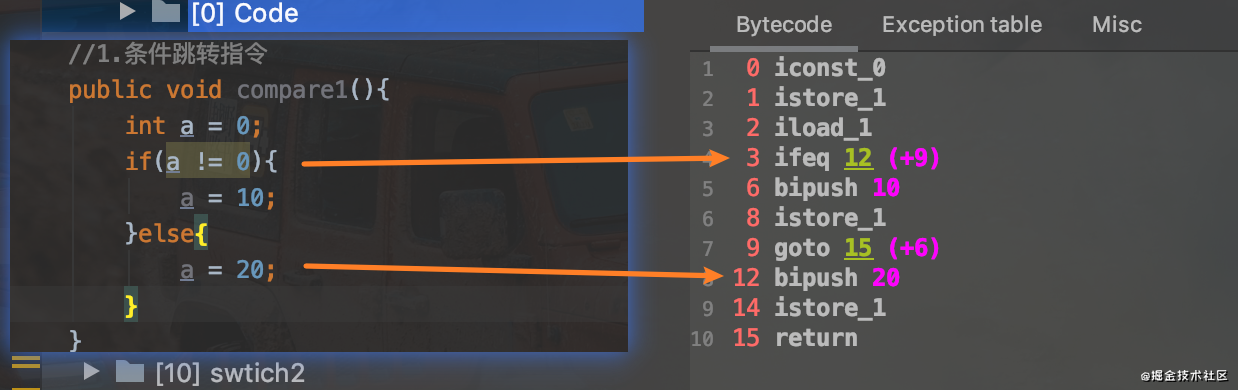 [0] Code
//1.条件跳转指令
public void compare1(){
int a = 0;
if(a != 0){
a = 10;
}else{
a = 20;
}
}
[10] swtich2
Bytecode Exception table Misc
1 0 iconst_0
2 1 istore_1
3 2 iload_1
3 ifeq 12 (+9)
5 6 bipush 10
6 8 istore_1
7 9 goto 15 (+6)
8 12 bipush 20
9 14 istore_1
10 15 return
@掘金技术社区